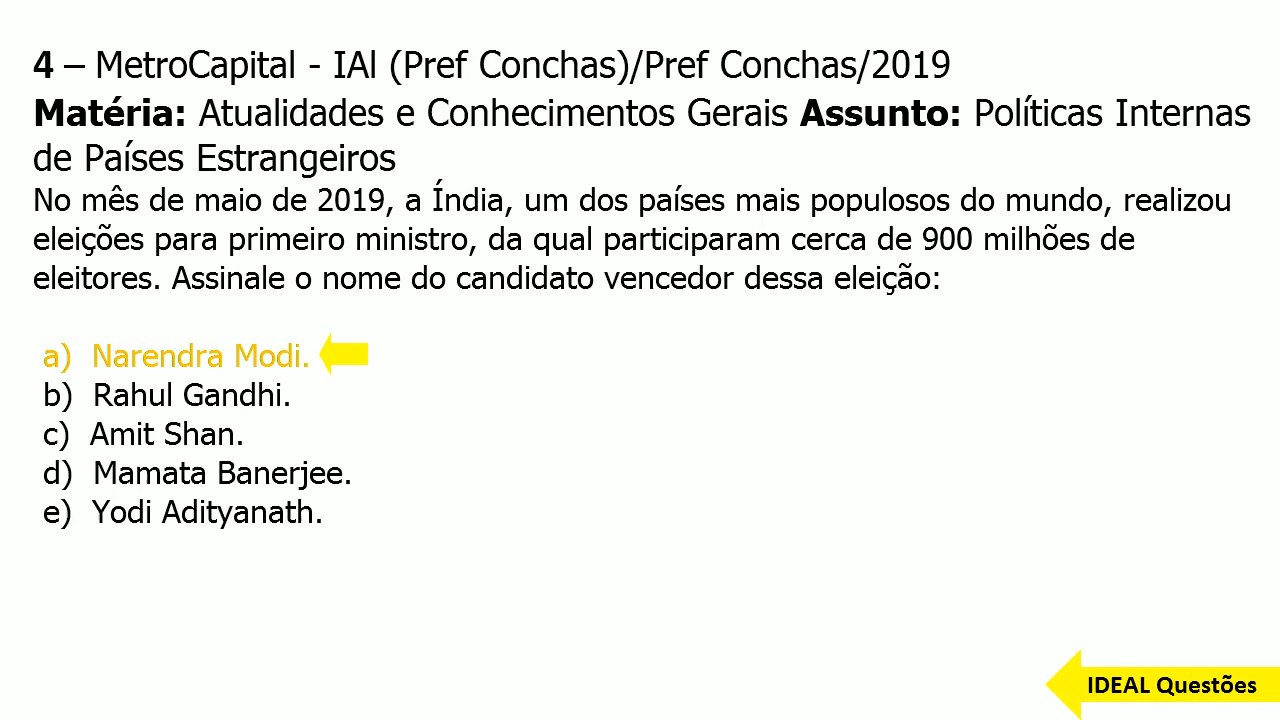 4 – MetroCapital - IAl (Pref Conchas)/Pref Conchas/2019
Matéria: Atualidades e Conhecimentos Gerais Assunto: Políticas Internas
de Países Estrangeiros
No mês de maio de 2019, a Índia, um dos países mais populosos do mundo, realizou
eleições para primeiro ministro, da qual participaram cerca de 900 milhões de
eleitores. Assinale o nome do candidato vencedor dessa eleição:
a) Narendra Modi.
b) Rahul Gandhi.
c) Amit Shan.
d) Mamata Banerjee.
e) Yodi Adityanath.
IDEAL Questões